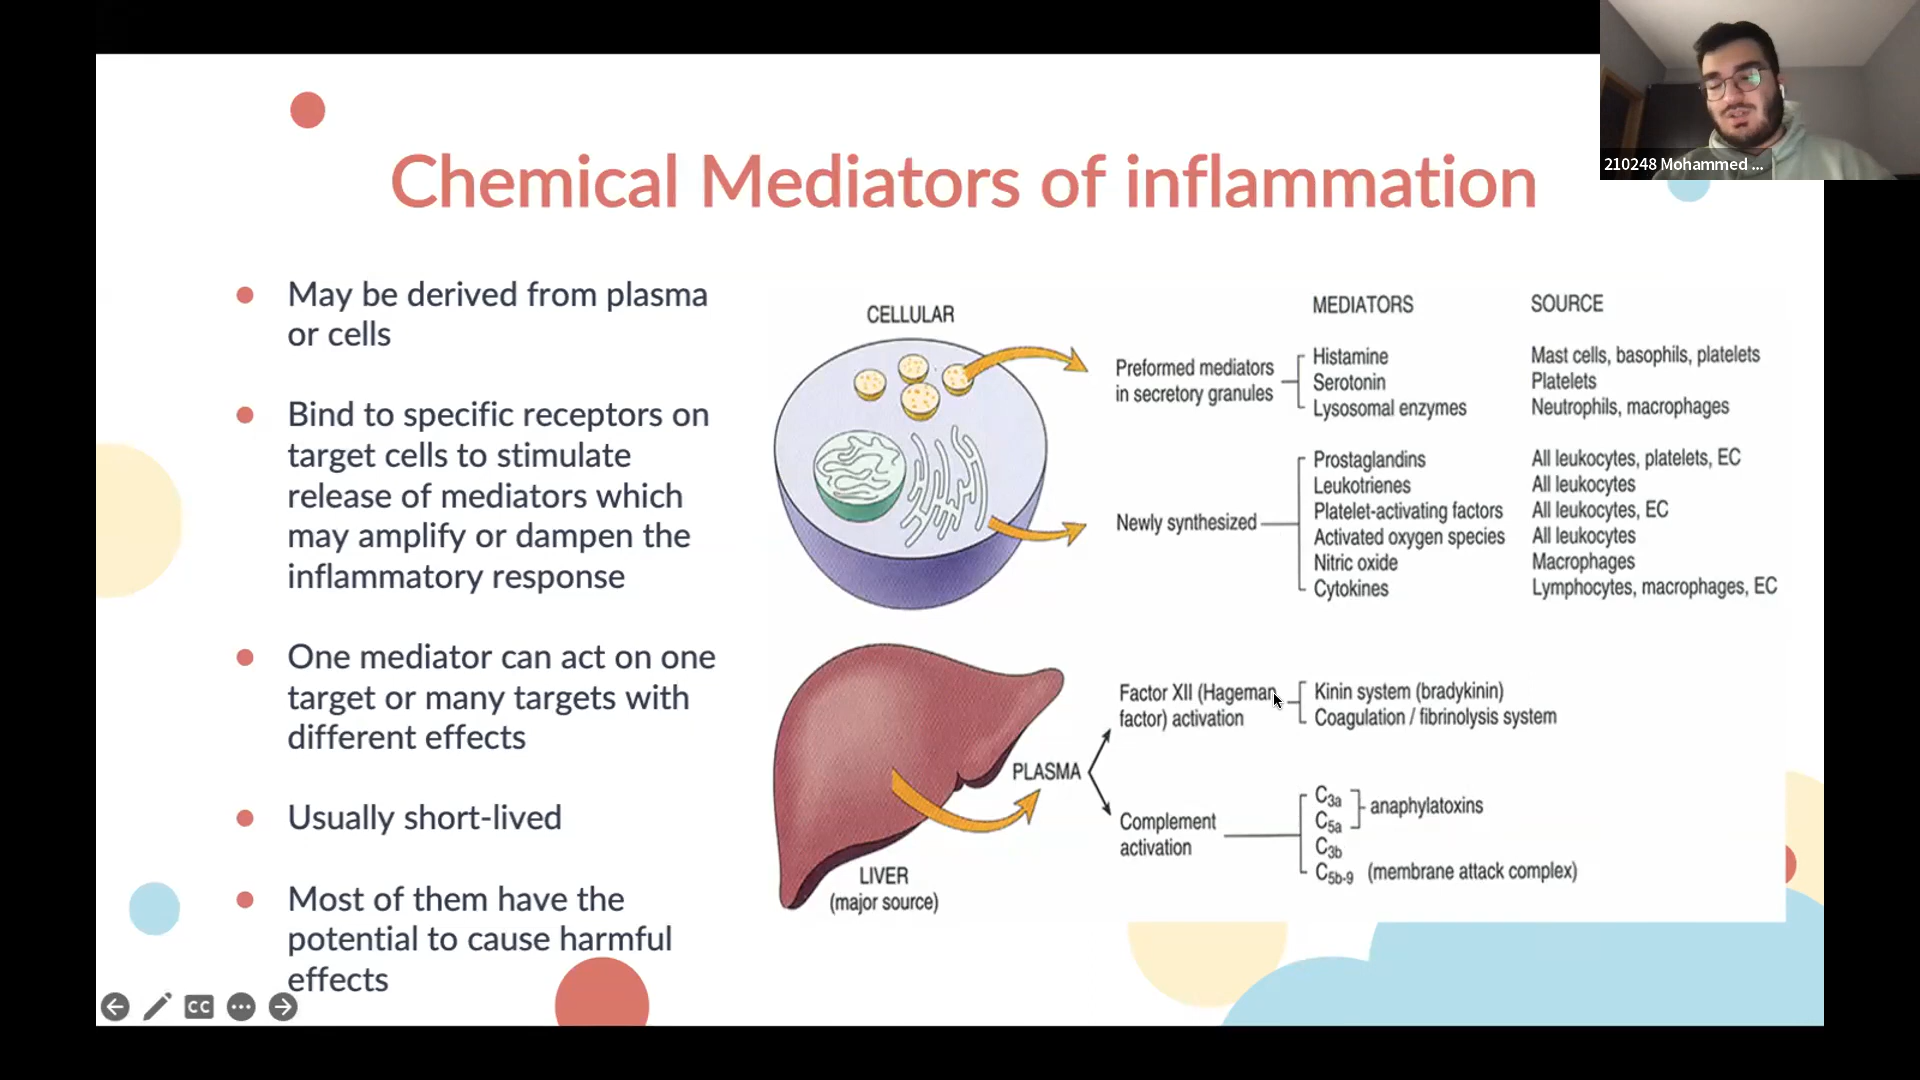 210248 Mohammed ...
Chemical Mediators of inflammation
May be derived from plasma
or cells
Bind to specific receptors on
target cells to stimulate
release of mediators which
may amplify or dampen the
inflammatory response
One mediator can act on one
target or many targets with
different effects
Usually short-lived
Most of them have the
potential to cause harmful
effects
CELLULAR
MEDIATORS SOURCE
Preformed mediators
in secretory granules
Histamine Mast cells, basophils, platelets
Serotonin Platelets
Lysosomal enzymes Neutrophils, macrophages
Newly synthesized
Prostaglandins All leukocytes, platelets, EC
Leukotrienes All leukocytes
Platelet-activating factors All leukocytes, EC
Activated oxygen species All leukocytes
Nitric oxide Macrophages
Cytokines Lymphocytes, macrophages, EC
LIVER
(major source)
PLASMA
Factor XII (Hageman
factor) activation
Kinin system (bradykinin)
Coagulation / fibrinolysis system
Complement
activation
C3a
C5a
anaphylatoxins
C3b
C5b-9 (membrane attack complex)
CC